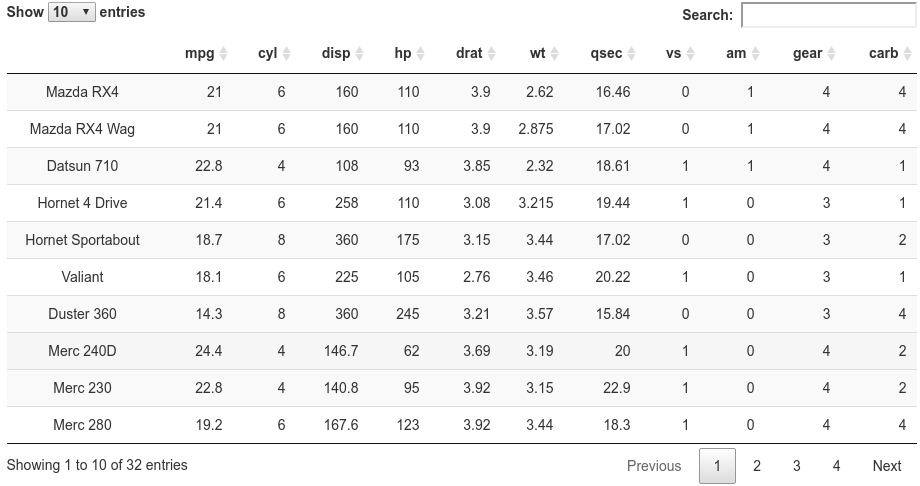 Show 10 entries Search:
mpg cyl disp hp drat wt qsec vs am gear carb
Mazda RX4 21 6 160 110 3.9 2.62 16.46 0 1 4 4
Mazda RX4 Wag 21 6 160 110 3.9 2.875 17.02 0 1 4 4
Datsun 710 22.8 4 108 93 3.85 2.32 18.61 1 1 4 1
Hornet 4 Drive 21.4 6 258 110 3.08 3.215 19.44 1 0 3 1
Hornet Sportabout 18.7 8 360 175 3.15 3.44 17.02 0 0 3 2
Valiant 18.1 6 225 105 2.76 3.46 20.22 1 0 3 1
Duster 360 14.3 8 360 245 3.21 3.57 15.84 0 0 3 4
Merc 240D 24.4 4 146.7 62 3.69 3.19 20 1 0 4 2
Merc 230 22.8 4 140.8 95 3.92 3.15 22.9 1 0 4 2
Merc 280 19.2 6 167.6 123 3.92 3.44 18.3 1 0 4 4
Showing 1 to 10 of 32 entries Previous 1 2 3 4 Next